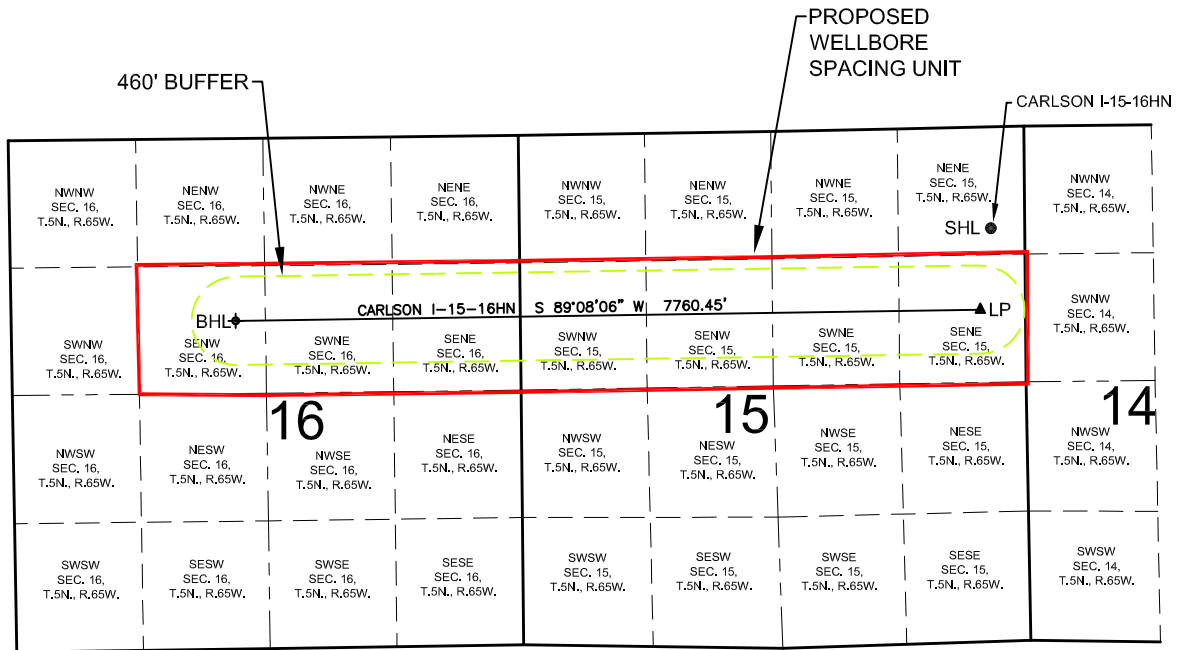 PROPOSED
WELLBORE
SPACING UNIT
460' BUFFER
CARLSON I-15-16HN
NWNW
SEC. 16,
T.5N., R.65W.
NENW
SEC. 16,
T.5N., R.65W.
NWNE
SEC. 16,
T.5N., R.65W.
NENE
SEC. 16,
T.5N., R.65W.
NWNW
SEC. 15,
T.5N., R.65W.
NENW
SEC. 15,
T.5N., R.65W.
NWNE
SEC. 15,
T.5N., R.65W.
NENE
SEC. 15,
T.5N., R.65W.
NWNW
SEC. 14,
T.5N., R.65W.
SHL
CARLSON I-15-16HN S 89°08'06" W 7760.45'
BHL
LP
SWNW
SEC. 16,
T.5N., R.65W.
SENW
SEC. 16,
T.5N., R.65W.
SWNE
SEC. 16,
T.5N., R.65W.
SENE
SEC. 16,
T.5N., R.65W.
SWNW
SEC. 15,
T.5N., R.65W.
SENW
SEC. 15,
T.5N., R.65W.
SWNE
SEC. 15,
T.5N., R.65W.
SENE
SEC. 15,
T.5N., R.65W.
SWNW
SEC. 14,
T.5N., R.65W.
16
15
14
NWSW
SEC. 16,
T.5N., R.65W.
NESW
SEC. 16,
T.5N., R.65W.
NWSE
SEC. 16,
T.5N., R.65W.
NESE
SEC. 16,
T.5N., R.65W.
NWSW
SEC. 15,
T.5N., R.65W.
NESW
SEC. 15,
T.5N., R.65W.
NWSE
SEC. 15,
T.5N., R.65W.
NESE
SEC. 15,
T.5N., R.65W.
NWSW
SEC. 14,
T.5N., R.65W.
SWSW
SEC. 16,
T.5N., R.65W.
SESW
SEC. 16,
T.5N., R.65W.
SWSE
SEC. 16,
T.5N., R.65W.
SESE
SEC. 16,
T.5N., R.65W.
SWSW
SEC. 15,
T.5N., R.65W.
SESW
SEC. 15,
T.5N., R.65W.
SWSE
SEC. 15,
T.5N., R.65W.
SESE
SEC. 15,
T.5N., R.65W.
SWSW
SEC. 14,
T.5N., R.65W.